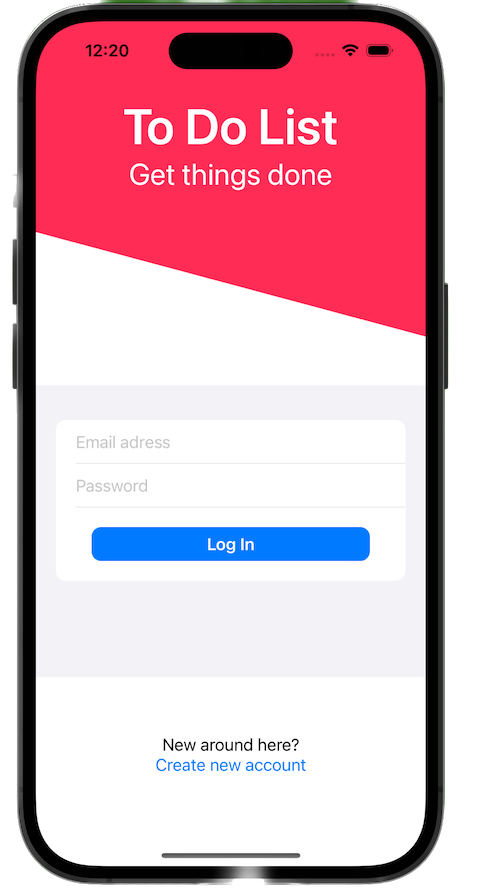 12:20
To Do List
Get things done
Email adress
Password
Log In
New around here?
Create new account